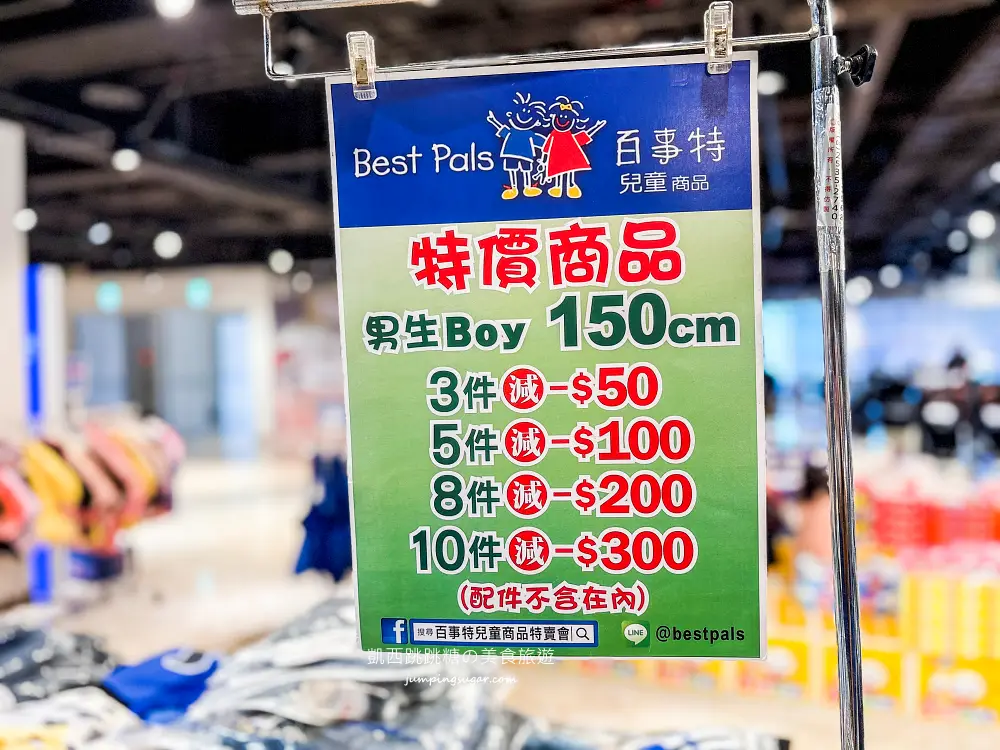 Best Pals 百事特
兒童商品
特價商品
男生Boy 150cm
3件減-$50
5件減-$100
8件減-$200
10件減-$300
(配件不含在內)
f 搜尋 百事特兒童商品特賣會 LINE @bestpals
凱西跳跳糖の美食旅遊
jumpingsugar.com